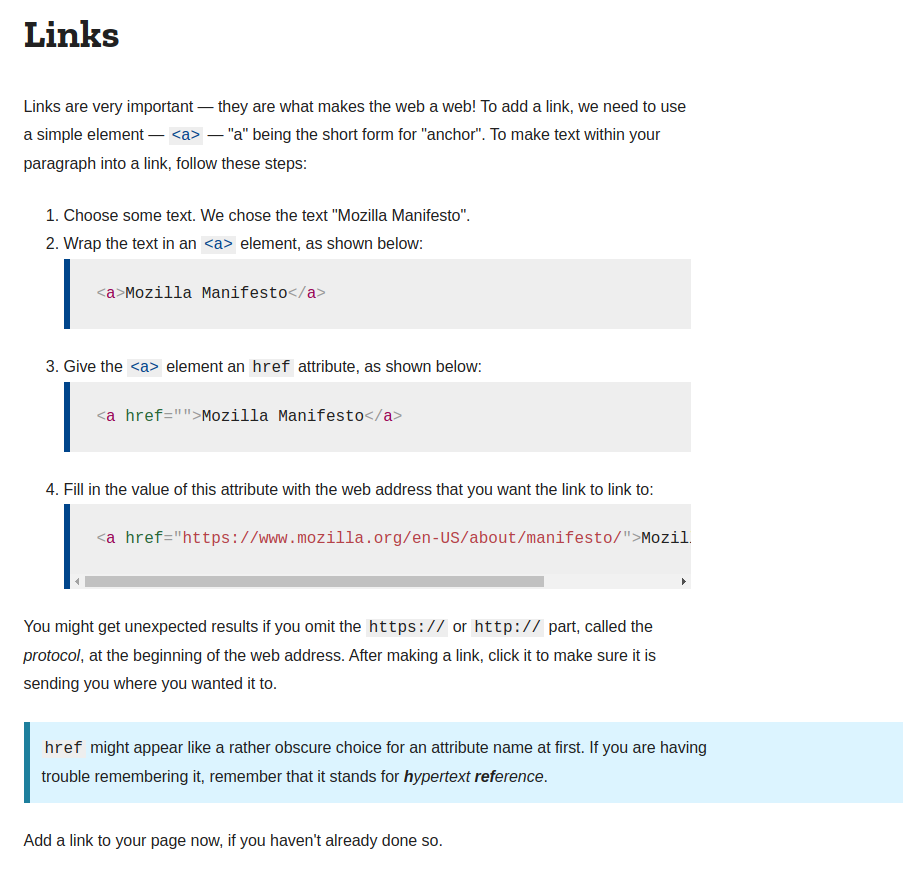 Links
Links are very important — they are what makes the web a web! To add a link, we need to use
a simple element — <a> — "a" being the short form for "anchor". To make text within your
paragraph into a link, follow these steps:
1. Choose some text. We chose the text "Mozilla Manifesto".
2. Wrap the text in an <a> element, as shown below:
<a>Mozilla Manifesto</a>
3. Give the <a> element an href attribute, as shown below:
<a href="">Mozilla Manifesto</a>
4. Fill in the value of this attribute with the web address that you want the link to link to:
<a href="https://www.mozilla.org/en-US/about/manifesto/">Mozil
You might get unexpected results if you omit the https:// or http:// part, called the
protocol, at the beginning of the web address. After making a link, click it to make sure it is
sending you where you wanted it to.
href might appear like a rather obscure choice for an attribute name at first. If you are having
trouble remembering it, remember that it stands for hypertext reference.
Add a link to your page now, if you haven't already done so.